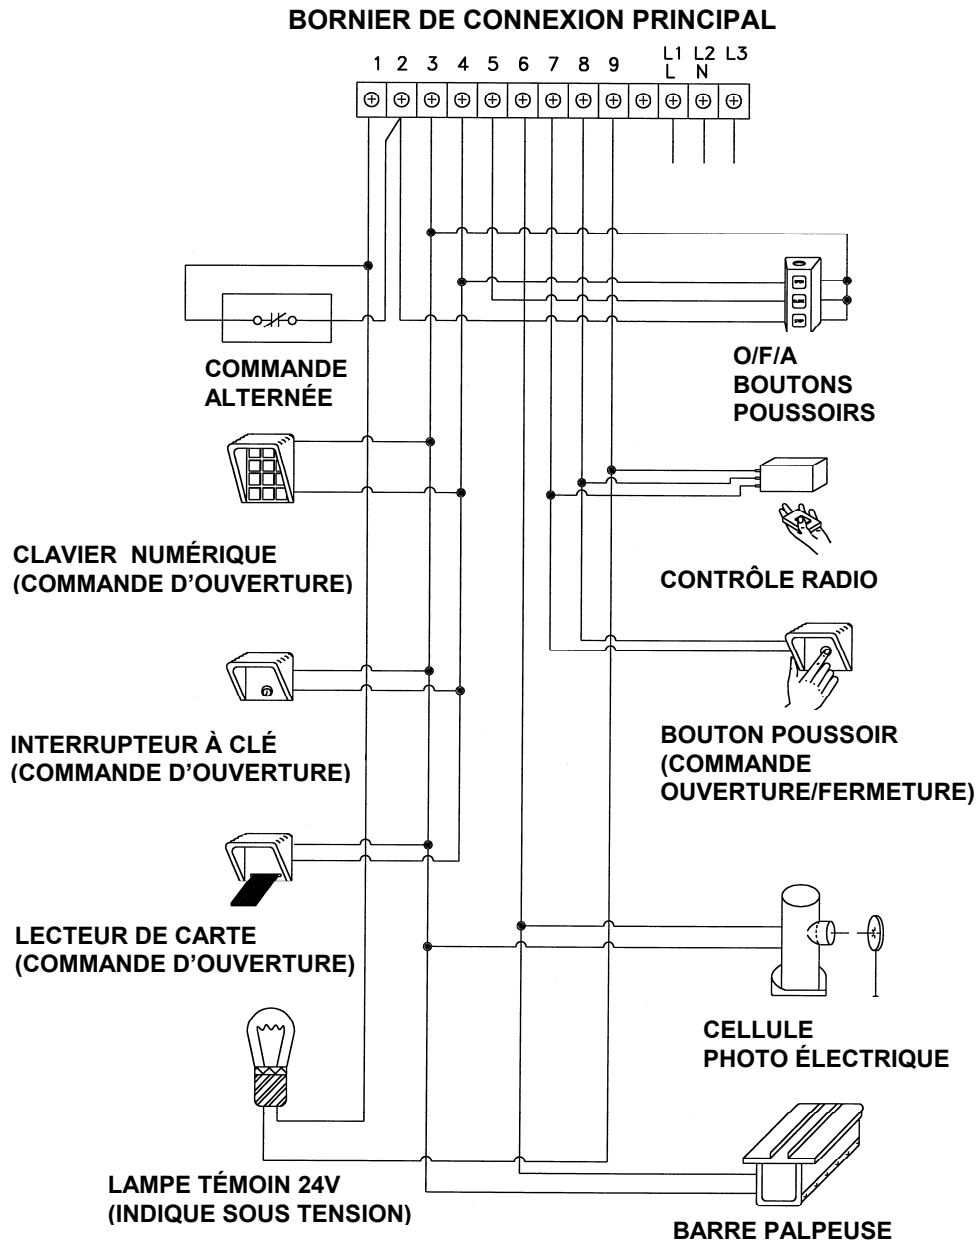 BORNIER DE CONNEXION PRINCIPAL
1 2 3 4 5 6 7 8 9 L1 L2 L3
L N
COMMANDE
ALTERNÉE
O/F/A
BOUTONS
POUSSOIRS
CLAVIER NUMÉRIQUE
(COMMANDE D’OUVERTURE)
CONTRÔLE RADIO
INTERRUPTEUR À CLÉ
(COMMANDE D’OUVERTURE)
BOUTON POUSSOIR
(COMMANDE
OUVERTURE/FERMETURE)
LECTEUR DE CARTE
(COMMANDE D’OUVERTURE)
CELLULE
PHOTO ÉLECTRIQUE
LAMPE TÉMOIN 24V
(INDIQUE SOUS TENSION)
BARRE PALPEUSE